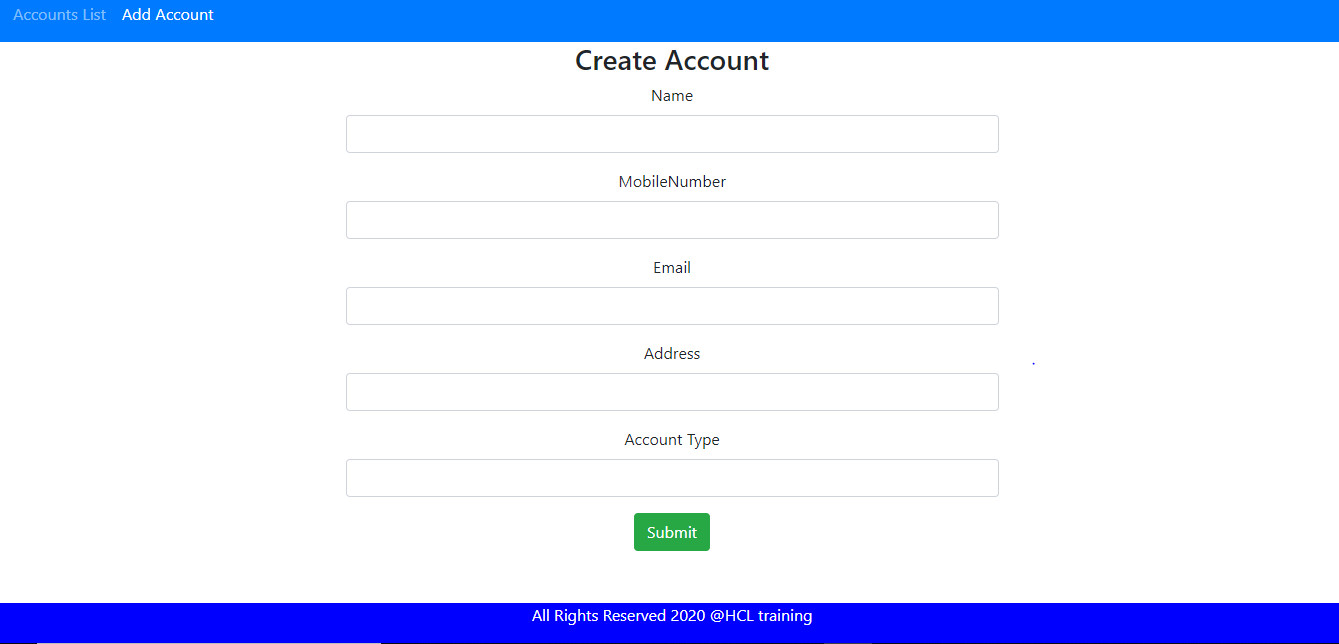 Accounts List Add Account
Create Account
Name
MobileNumber
Email
Address
Account Type
Submit
All Rights Reserved 2020 @HCL training